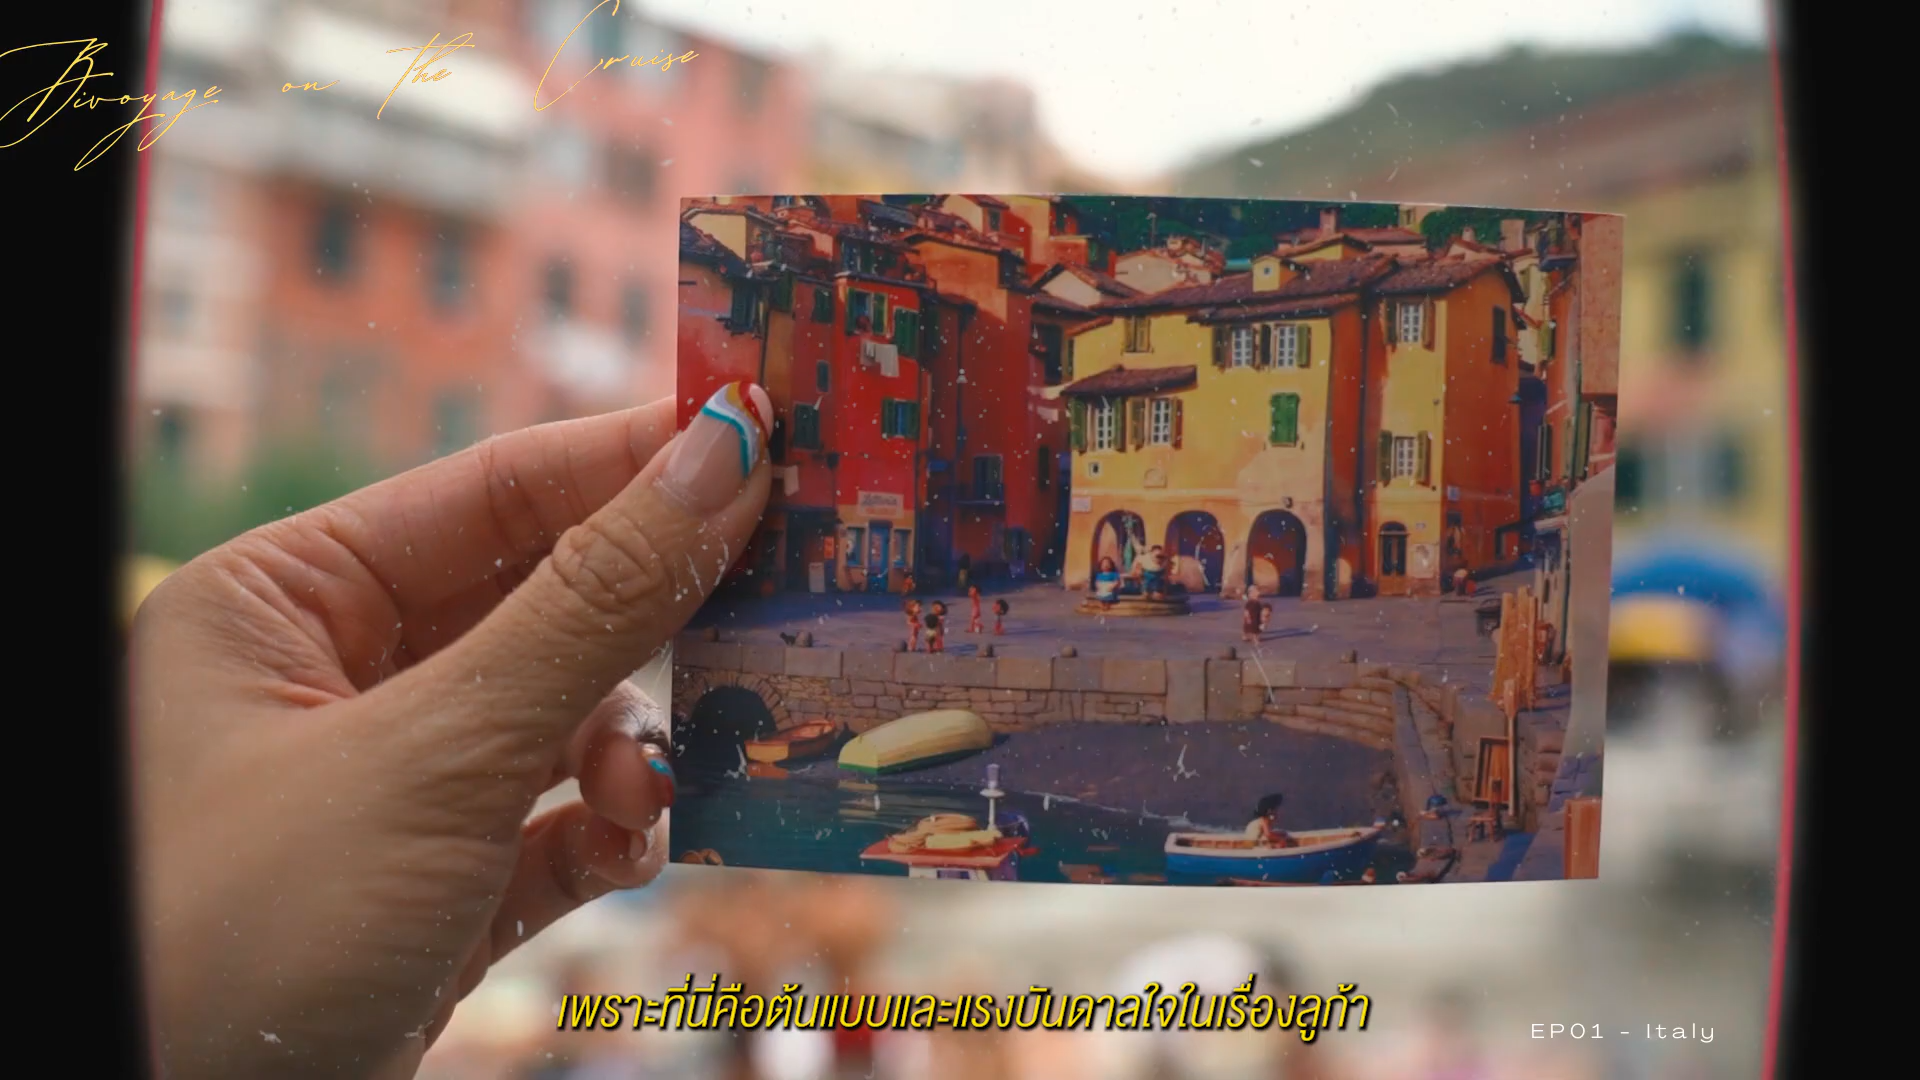 Bivoyage on the Cruise
เพราะที่นี่คือต้นแบบและแรงบันดาลใจในเรื่องลูก้า
EP01 - Italy